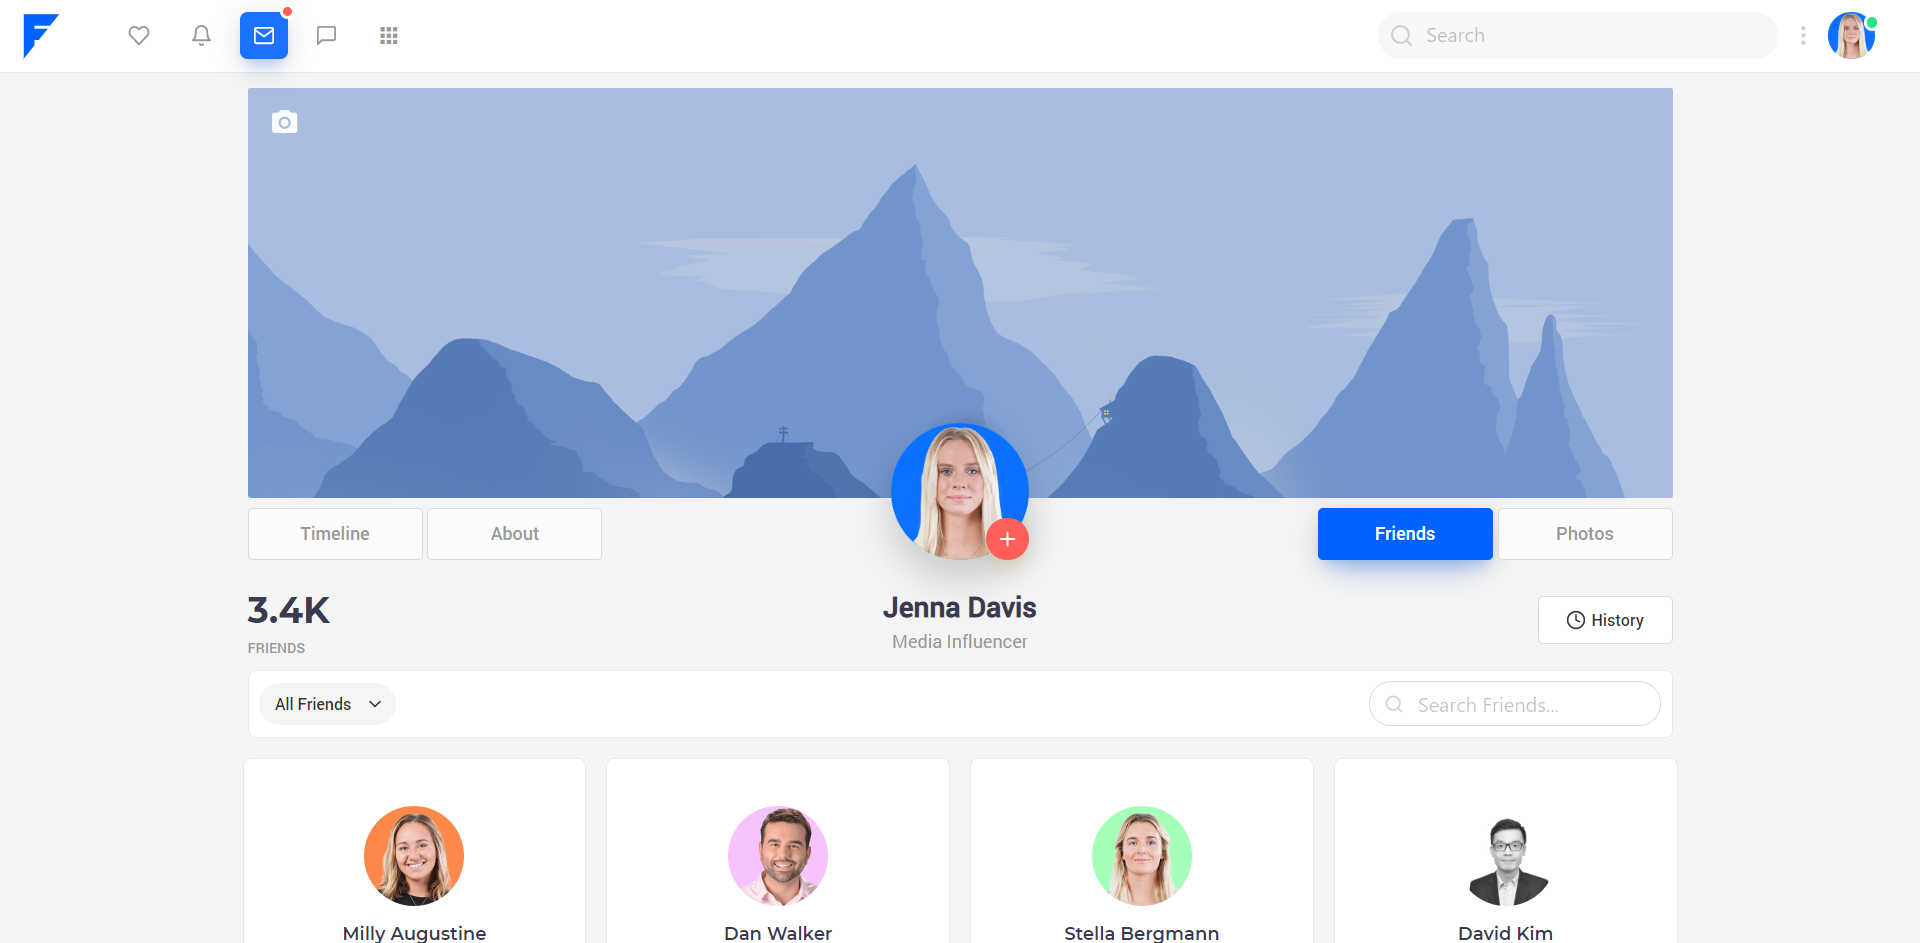 Search
Timeline
About
Friends
Photos
3.4K
FRIENDS
Jenna Davis
Media Influencer
History
All Friends
Search Friends...
Milly Augustine
Dan Walker
Stella Bergmann
David Kim